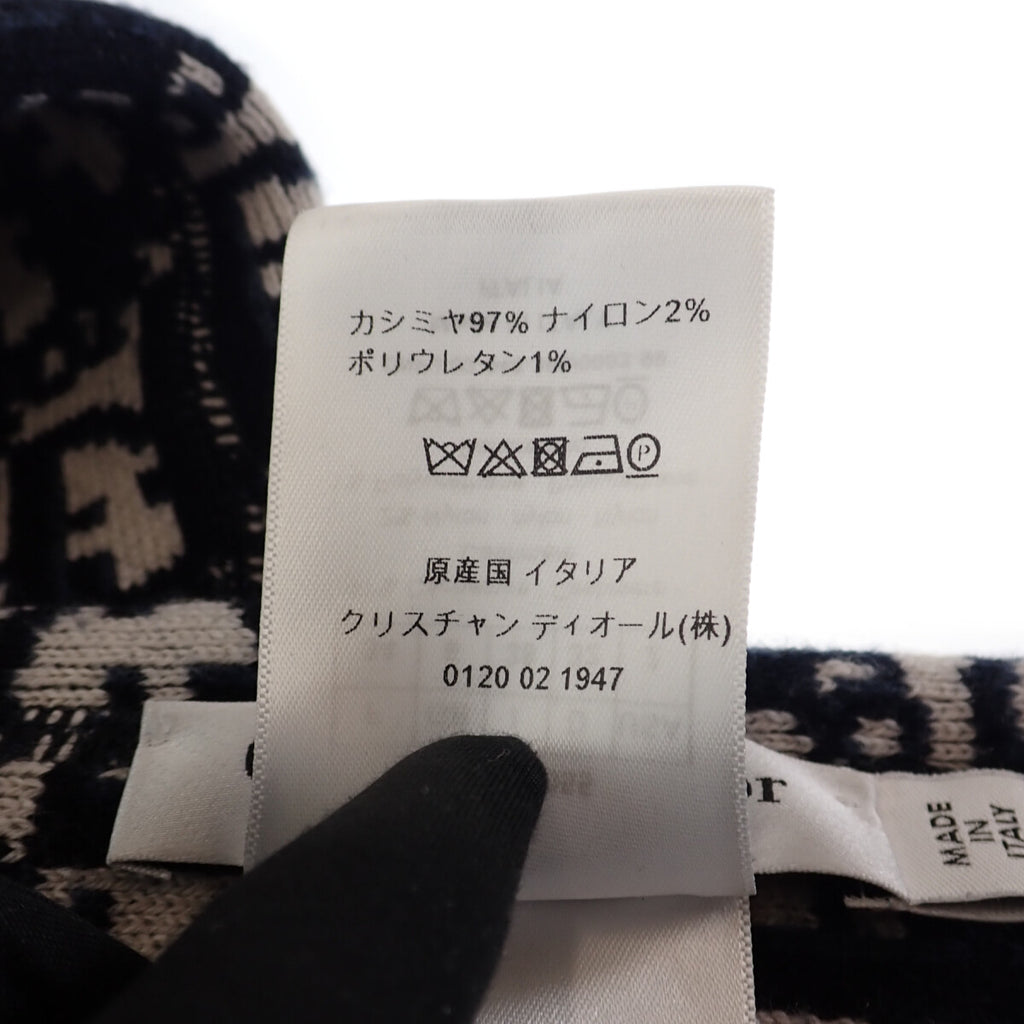 カシミヤ97% ナイロン2%
ポリウレタン1%
P
原産国 イタリア
クリスチャン ディオール(株)
0120 02 1947
MADE
IN
ITALY